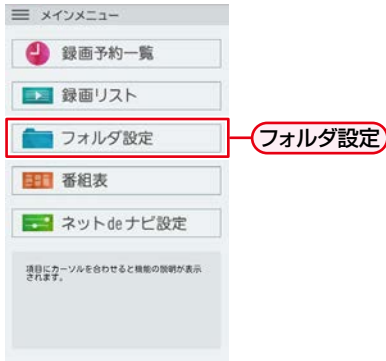 メインメニュー
録画予約一覧
録画リスト
フォルダ設定
フォルダ設定
番組表
ネットdeナビ設定
項目にカーソルを合わせると機能の説明が表示
されます。